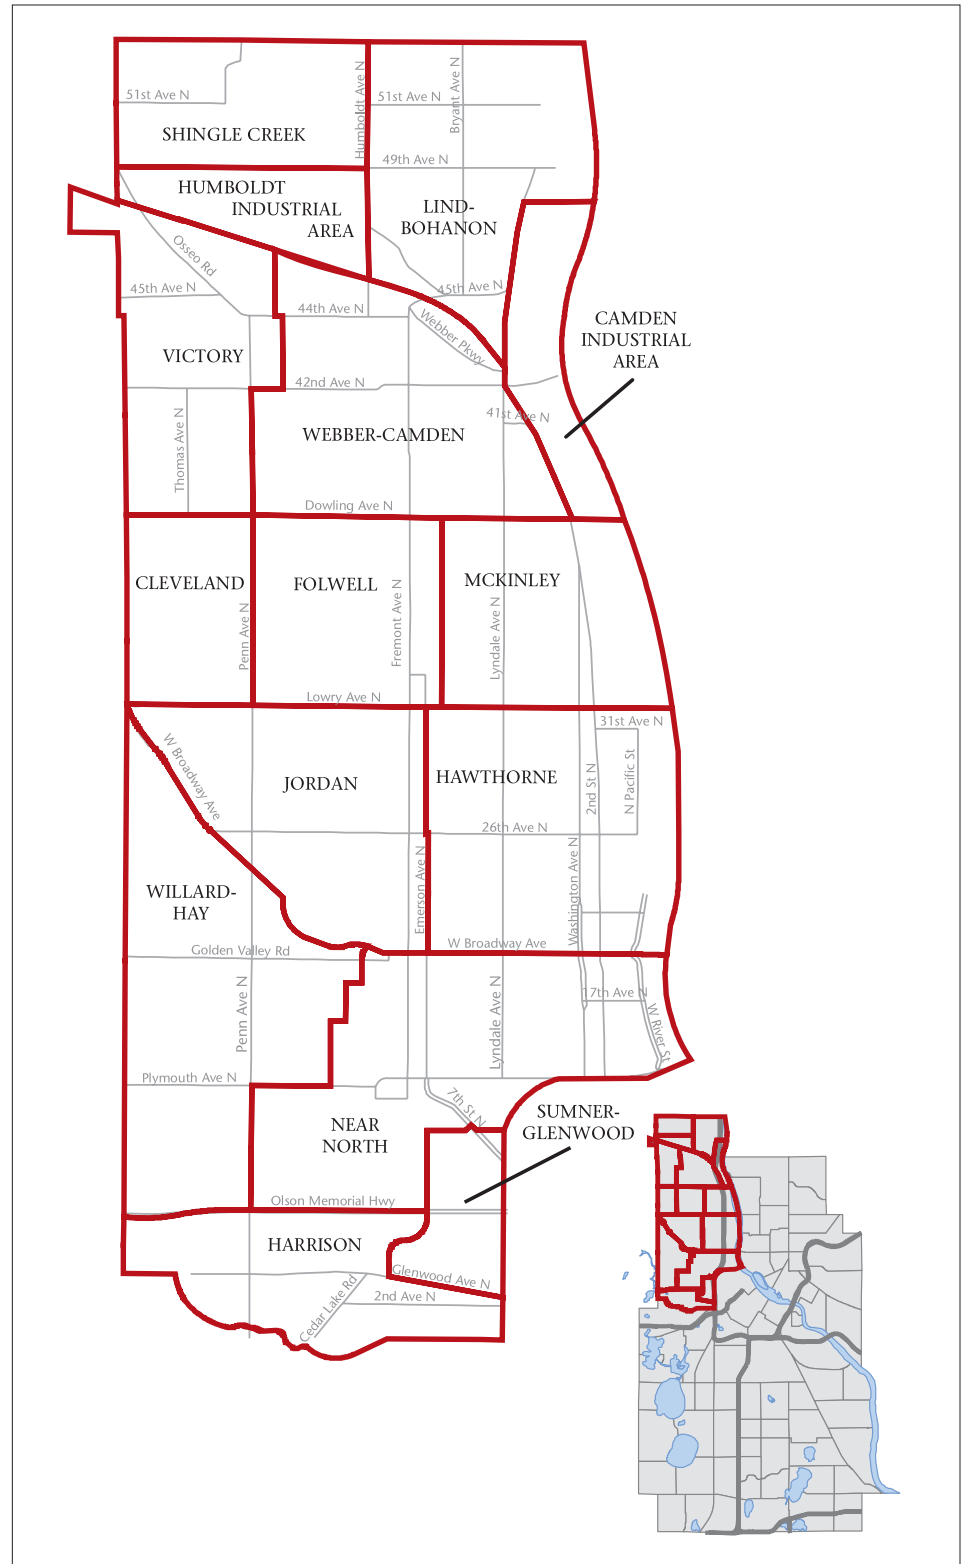 51st Ave N
Humboldt Ave N
51st Ave N
Bryant Ave N
SHINGLE CREEK
49th Ave N
HUMBOLDT
INDUSTRIAL
AREA
LIND-
BOHANON
Osseo Rd
45th Ave N
45th Ave N
44th Ave N
Webber Pkwy
CAMDEN
INDUSTRIAL
AREA
VICTORY
42nd Ave N
41st Ave N
Thomas Ave N
WEBBER-CAMDEN
Dowling Ave N
CLEVELAND
FOLWELL
MCKINLEY
Penn Ave N
Fremont Ave N
Lyndale Ave N
Lowry Ave N
31st Ave N
W Broadway Ave
JORDAN
HAWTHORNE
2nd St N
N Pacific St
26th Ave N
WILLARD-
HAY
Emerson Ave N
Washington Ave N
Golden Valley Rd
W Broadway Ave
Penn Ave N
Lyndale Ave N
17th Ave N
W River St
Plymouth Ave N
7th St N
NEAR
NORTH
SUMNER-
GLENWOOD
Olson Memorial Hwy
HARRISON
Glenwood Ave N
Cedar Lake Rd
2nd Ave N